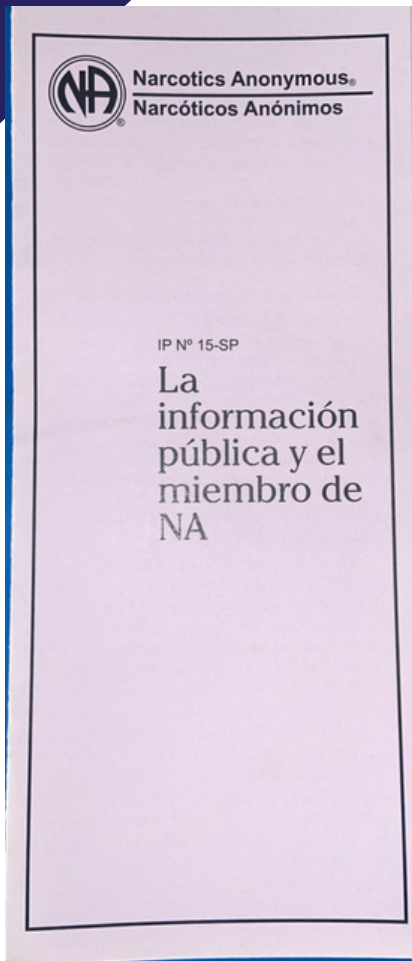 NA
Narcotics Anonymous®
Narcóticos Anónimos
®
IP Nº 15-SP
La
información
pública y el
miembro de
NA